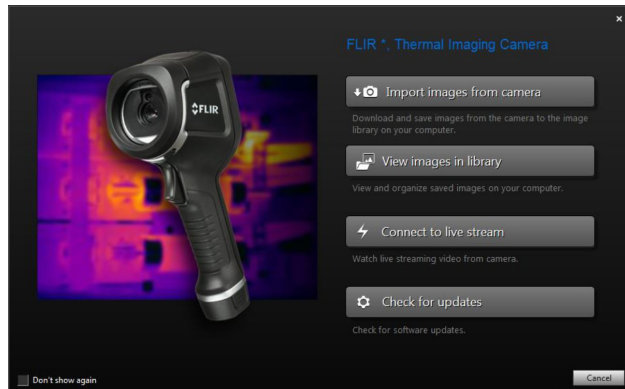 ×
FLIR *, Thermal Imaging Camera
FLIR
Import images from camera
Download and save images from the camera to the image
library on your computer.
View images in library
View and organize saved images on your computer.
Connect to live stream
Watch live streaming video from camera.
Check for updates
Check for software updates.
Don't show again
Cancel